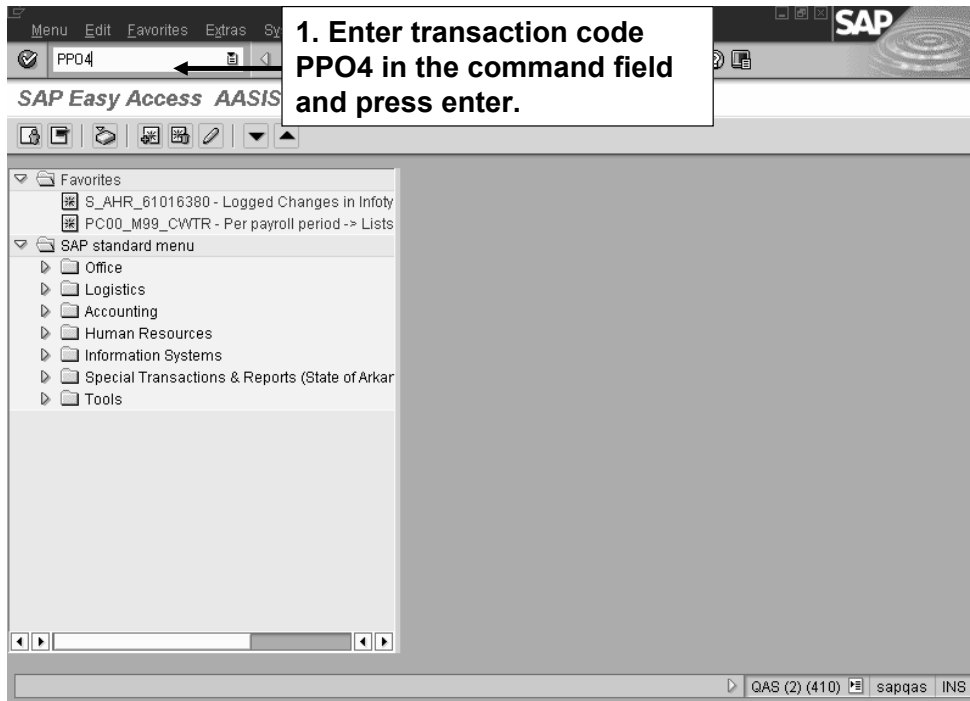 Menu Edit Favorites Extras Sy
SAP
1. Enter transaction code
PPO4 in the command field
and press enter.
PPO4
SAP Easy Access AASIS
Favorites
S_AHR_61016380 - Logged Changes in Infoty
PC00_M99_CWTR - Per payroll period -> Lists
SAP standard menu
Office
Logistics
Accounting
Human Resources
Information Systems
Special Transactions & Reports (State of Arkar
Tools
QAS (2) (410) sapqas INS